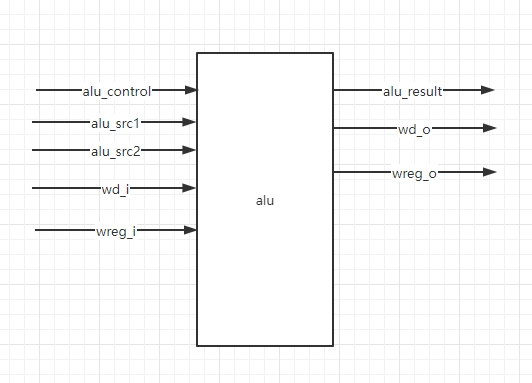 alu_control
alu_src1
alu_src2
wd_i
wreg_i
alu
alu_result
wd_o
wreg_o